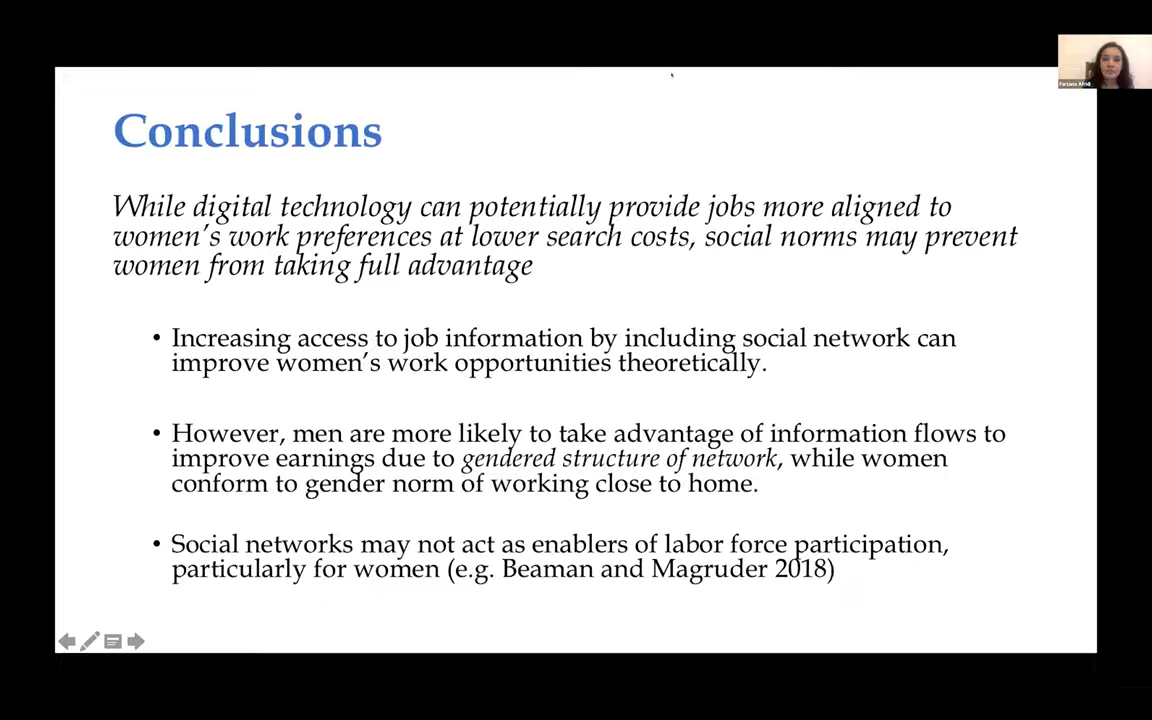 Farzana Afridi
Conclusions
While digital technology can potentially provide jobs more aligned to
women's work preferences at lower search costs, social norms may prevent
women from taking full advantage
• Increasing access to job information by including social network can
improve women's work opportunities theoretically.
• However, men are more likely to take advantage of information flows to
improve earnings due to gendered structure of network, while women
conform to gender norm of working close to home.
• Social networks may not act as enablers of labor force participation,
particularly for women (e.g. Beaman and Magruder 2018)